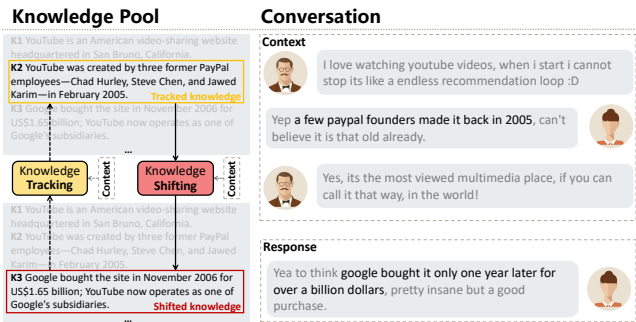 Knowledge Pool
K1 YouTube is an American video-sharing website
headquartered in San Bruno, California.
K2 YouTube was created by three former PayPal
employees—Chad Hurley, Steve Chen, and Jawed
Karim—in February 2005.
Tracked knowledge
K3 Google bought the site in November 2006 for
US$1.65 billion; YouTube now operates as one of
Google's subsidiaries.
...
Knowledge
Tracking
Context
Knowledge
Shifting
Context
K1 YouTube is an American video-sharing website
headquartered in San Bruno, California.
K2 YouTube was created by three former PayPal
employees—Chad Hurley, Steve Chen, and Jawed
Karim—in February 2005.
K3 Google bought the site in November 2006 for
US$1.65 billion; YouTube now operates as one of
Google's subsidiaries.
Shifted knowledge
...
Conversation
Context
I love watching youtube videos, when i start i cannot
stop its like a endless recommendation loop :D
Yep a few paypal founders made it back in 2005, can't
believe it is that old already.
Yes, its the most viewed multimedia place, if you can
call it that way, in the world!
Response
Yea to think google bought it only one year later for
over a billion dollars, pretty insane but a good
purchase.